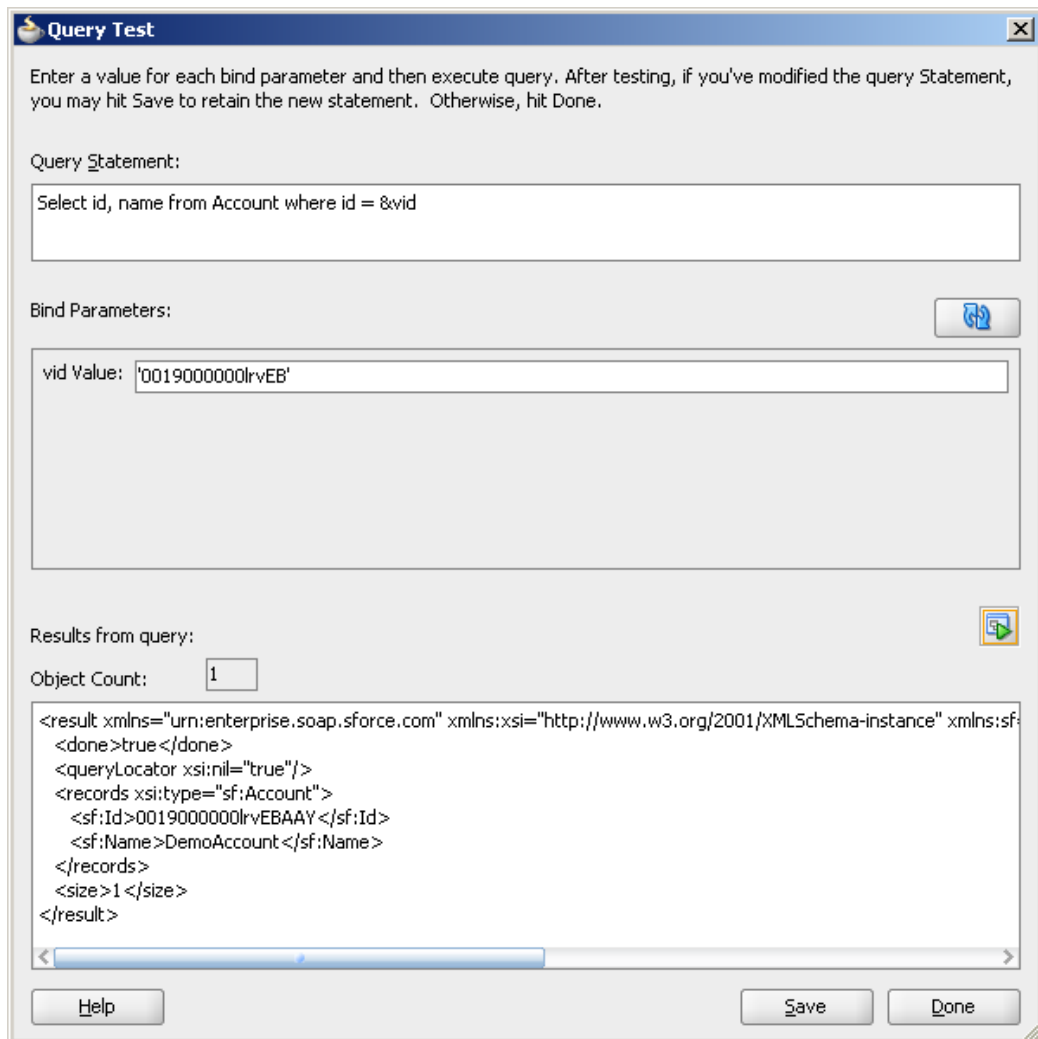 Query Test
Enter a value for each bind parameter and then execute query. After testing, if you've modified the query Statement,
you may hit Save to retain the new statement.  Otherwise, hit Done.
Query Statement:
Select id, name from Account where id = &vid
Bind Parameters:
vid Value: '0019000000lrvEB'
Results from query:
Object Count: 1
<result xmlns="urn:enterprise.soap.sforce.com" xmlns:xsi="http://www.w3.org/2001/XMLSchema-instance" xmlns:sf=
<done>true</done>
<queryLocator xsi:nil="true"/>
<records xsi:type="sf:Account">
<sf:Id>0019000000lrvEBAAY</sf:Id>
<sf:Name>DemoAccount</sf:Name>
</records>
<size>1</size>
</result>
Help Save Done